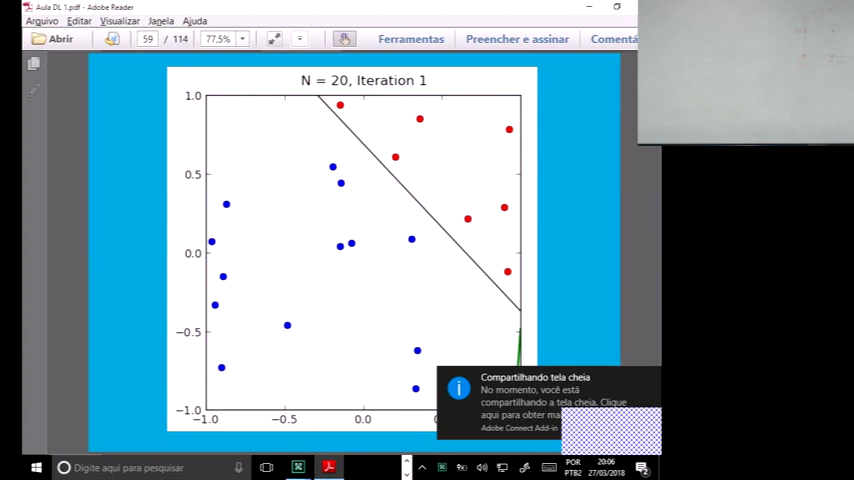 Aula DL 1.pdf - Adobe Reader
Arquivo Editar Visualizar Janela Ajuda
Abrir 59 / 114 77,5% Ferramentas Preencher e assinar Comentá
N = 20, Iteration 1
1.0
0.5
0.0
−0.5
−1.0
−1.0 −0.5 0.0
Compartilhando tela cheia
No momento, você está
compartilhando a tela cheia. Clique
aqui para obter
Adobe Connect Add-in
Digite aqui para pesquisar
POR
PTB2
20:06
27/03/2018
2